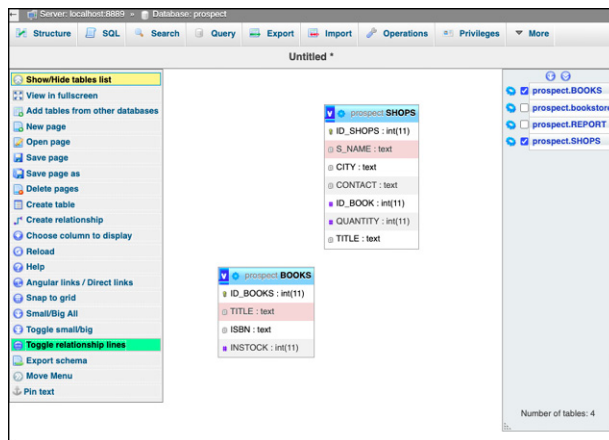 Server: localhost:8889 » Database: prospect
Structure SQL Search Query Export Import Operations Privileges More
Untitled *
Show/Hide tables list
View in fullscreen
Add tables from other databases
New page
Open page
Save page
Save page as
Delete pages
Create table
Create relationship
Choose column to display
Reload
Help
Angular links / Direct links
Snap to grid
Small/Big All
Toggle small/big
Toggle relationship lines
Export schema
Move Menu
Pin text
v prospect.SHOPS
ID_SHOPS : int(11)
S_NAME : text
CITY : text
CONTACT : text
ID_BOOK : int(11)
QUANTITY : int(11)
TITLE : text
v prospect.BOOKS
ID_BOOKS : int(11)
TITLE : text
ISBN : text
INSTOCK : int(11)
prospect.BOOKS
prospect.bookstore
prospect.REPORT
prospect.SHOPS
Number of tables: 4